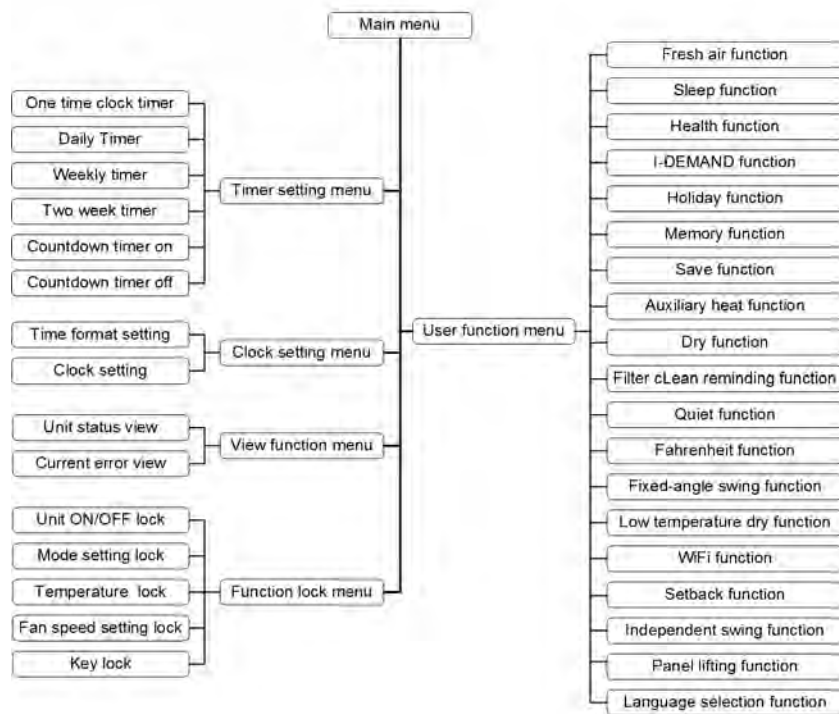 Main menu
One time clock timer
Daily Timer
Weekly timer
Two week timer
Countdown timer on
Countdown timer off
Timer setting menu
Time format setting
Clock setting
Clock setting menu
Unit status view
Current error view
View function menu
Unit ON/OFF lock
Mode setting lock
Temperature lock
Fan speed setting lock
Key lock
Function lock menu
User function menu
Fresh air function
Sleep function
Health function
I-DEMAND function
Holiday function
Memory function
Save function
Auxiliary heat function
Dry function
Filter cLean reminding function
Quiet function
Fahrenheit function
Fixed-angle swing function
Low temperature dry function
WiFi function
Setback function
Independent swing function
Panel lifting function
Language selection function